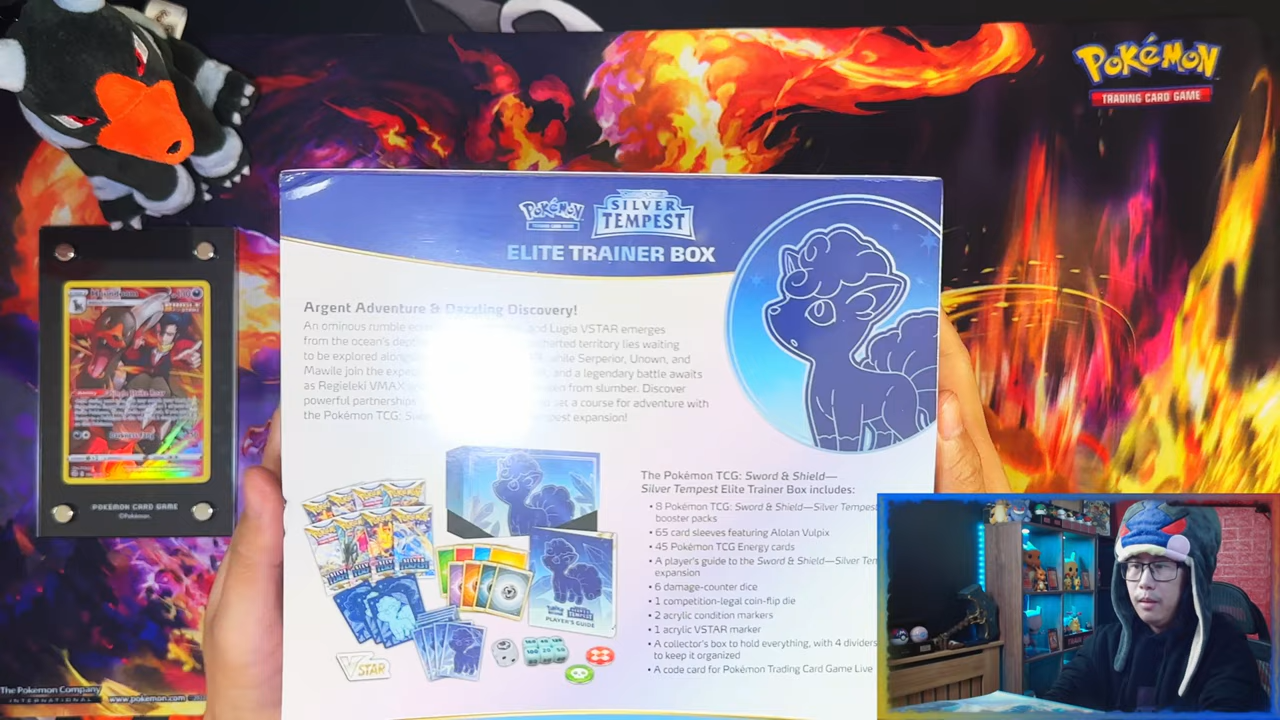 Pokémon
TRADING CARD GAME
Pokémon
SILVER
TEMPEST
ELITE TRAINER BOX
Argent Adventure & Dazzling Discovery!
An ominous rumble and Lugia VSTAR emerges
from the ocean's territory lies waiting
to be explored while Serperior, Unown, and
Mawile join the and a legendary battle awaits
as Regieleki VMAX from slumber. Discover
powerful partnerships set a course for adventure with
the Pokémon TCG: expansion!
The Pokémon TCG: Sword & Shield—
Silver Tempest Elite Trainer Box includes:
• 8 Pokémon TCG: Sword & Shield—Silver Tempest
booster packs
• 65 card sleeves featuring Alolan Vulpix
• 45 Pokémon TCG Energy cards
• A player's guide to the Sword & Shield—Silver Tem
expansion
• 6 damage-counter dice
• 1 competition-legal coin-flip die
• 2 acrylic condition markers
• 1 acrylic VSTAR marker
• A collector's box to hold everything, with 4 dividers
to keep it organized
• A code card for Pokémon Trading Card Game Live
PLAYER'S GUIDE
VSTAR
Darkness Fang
POKÉMON CARD GAME
©Pokémon.
The Pokémon Company
INTERNATIONAL www.pokemon.com